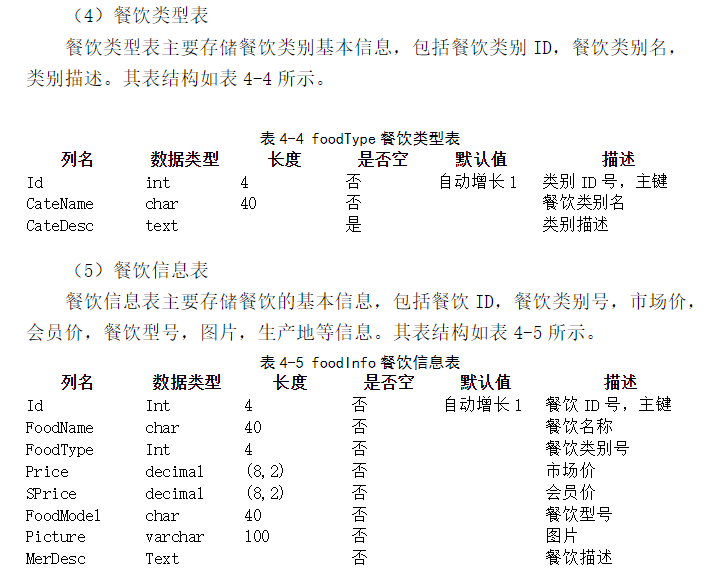 （4）餐饮类型表
餐饮类型表主要存储餐饮类别基本信息，包括餐饮类别 ID，餐饮类别名，
类别描述。其表结构如表 4-4 所示。
表 4-4 foodType 餐饮类型表
列名 数据类型 长度 是否空 默认值 描述
Id int 4 否 自动增长 1 类别 ID 号，主键
CateName char 40 否 餐饮类别名
CateDesc text 是 类别描述
（5）餐饮信息表
餐饮信息表主要存储餐饮的基本信息，包括餐饮 ID，餐饮类别号，市场价，
会员价，餐饮型号，图片，生产地等信息。其表结构如表 4-5 所示。
表 4-5 foodInfo 餐饮信息表
列名 数据类型 长度 是否空 默认值 描述
Id Int 4 否 自动增长 1 餐饮 ID 号，主键
FoodName char 40 否 餐饮名称
FoodType Int 4 否 餐饮类别号
Price decimal (8,2) 否 市场价
SPrice decimal (8,2) 否 会员价
FoodModel char 40 否 餐饮型号
Picture varchar 100 否 图片
MerDesc Text 否 餐饮描述